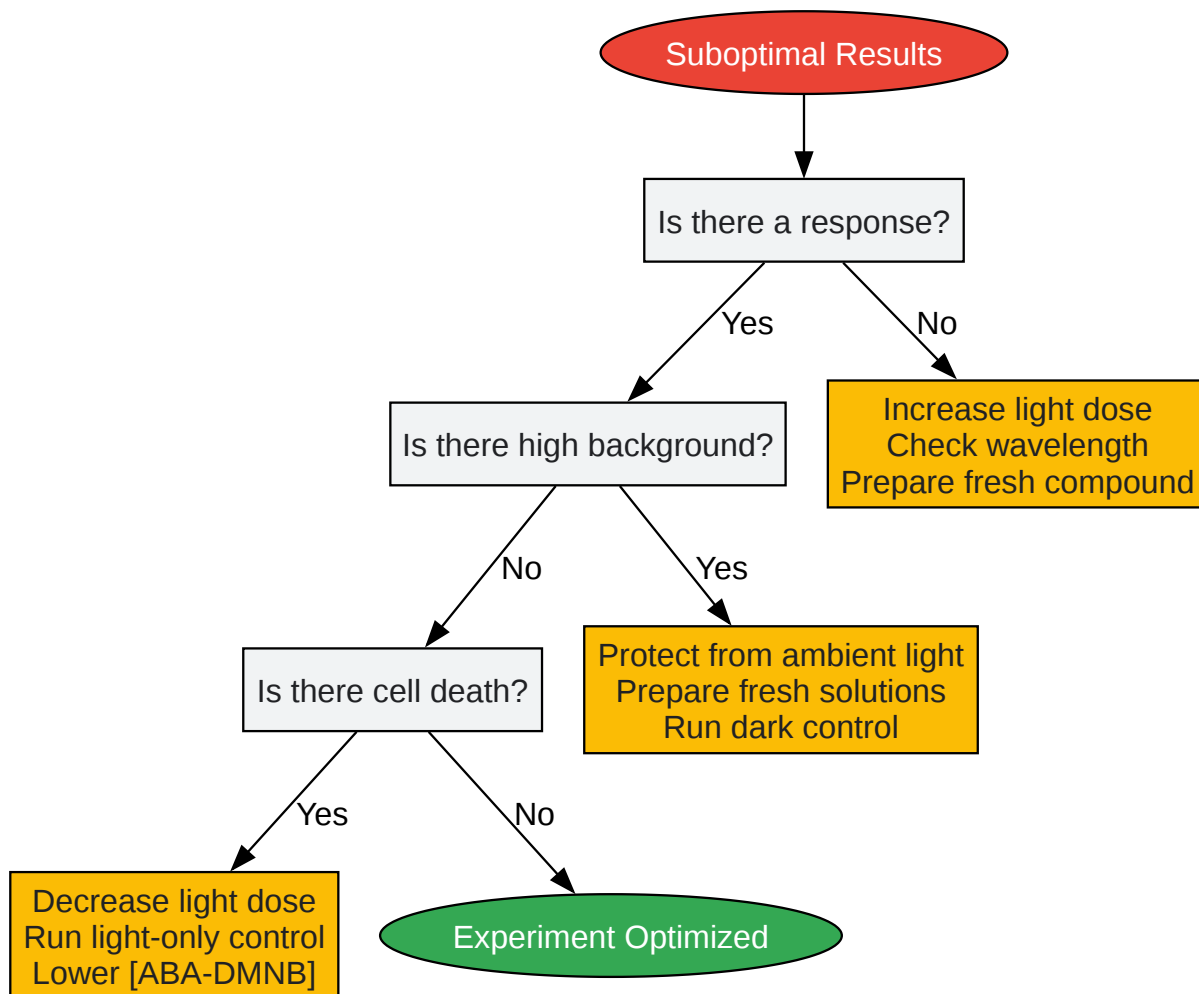 Suboptimal Results
Is there a response?
Yes
No
Increase light dose
Check wavelength
Prepare fresh compound
Is there high background?
No
Yes
Protect from ambient light
Prepare fresh solutions
Run dark control
Is there cell death?
Yes
No
Decrease light dose
Run light-only control
Lower [ABA-DMNB]
Experiment Optimized